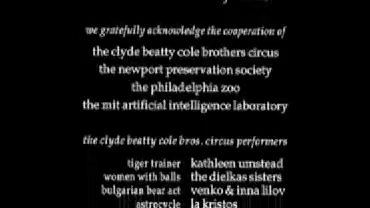 we gratefully acknowledge the cooperation of
the clyde beatty cole brothers circus
the newport preservation society
the philadelphia zoo
the mit artificial intelligence laboratory
the clyde beatty cole bros. circus performers
tiger trainer kathleen umstead
women with balls the dielkas sisters
bulgarian bear act venko & inna lilov
astrocycle la kristos